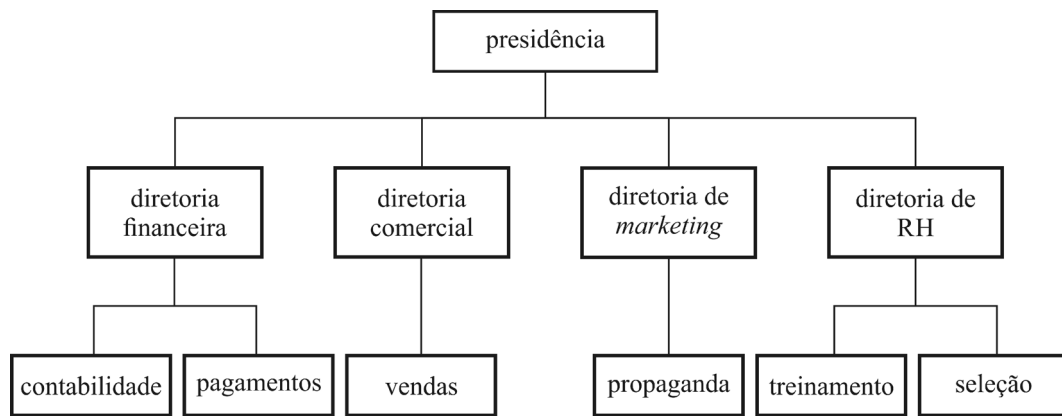 presidência
diretoria
financeira
diretoria
comercial
diretoria de
marketing
diretoria de
RH
contabilidade
pagamentos
vendas
propaganda
treinamento
seleção